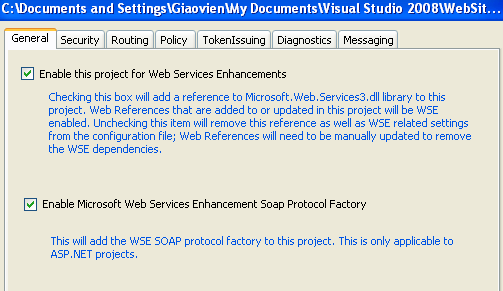 C:\Documents and Settings\Giaovien\My Documents\Visual Studio 2008\WebSit...
General Security Routing Policy TokenIssuing Diagnostics Messaging
Enable this project for Web Services Enhancements
Checking this box will add a reference to Microsoft.Web.Services3.dll library to this
project. Web References that are added to or updated in this project will be WSE
enabled. Unchecking this item will remove this reference as well as WSE related settings
from the configuration file; Web References will need to be manually updated to remove
the WSE dependencies.
Enable Microsoft Web Services Enhancement Soap Protocol Factory
This will add the WSE SOAP protocol factory to this project. This is only applicable to
ASP.NET projects.